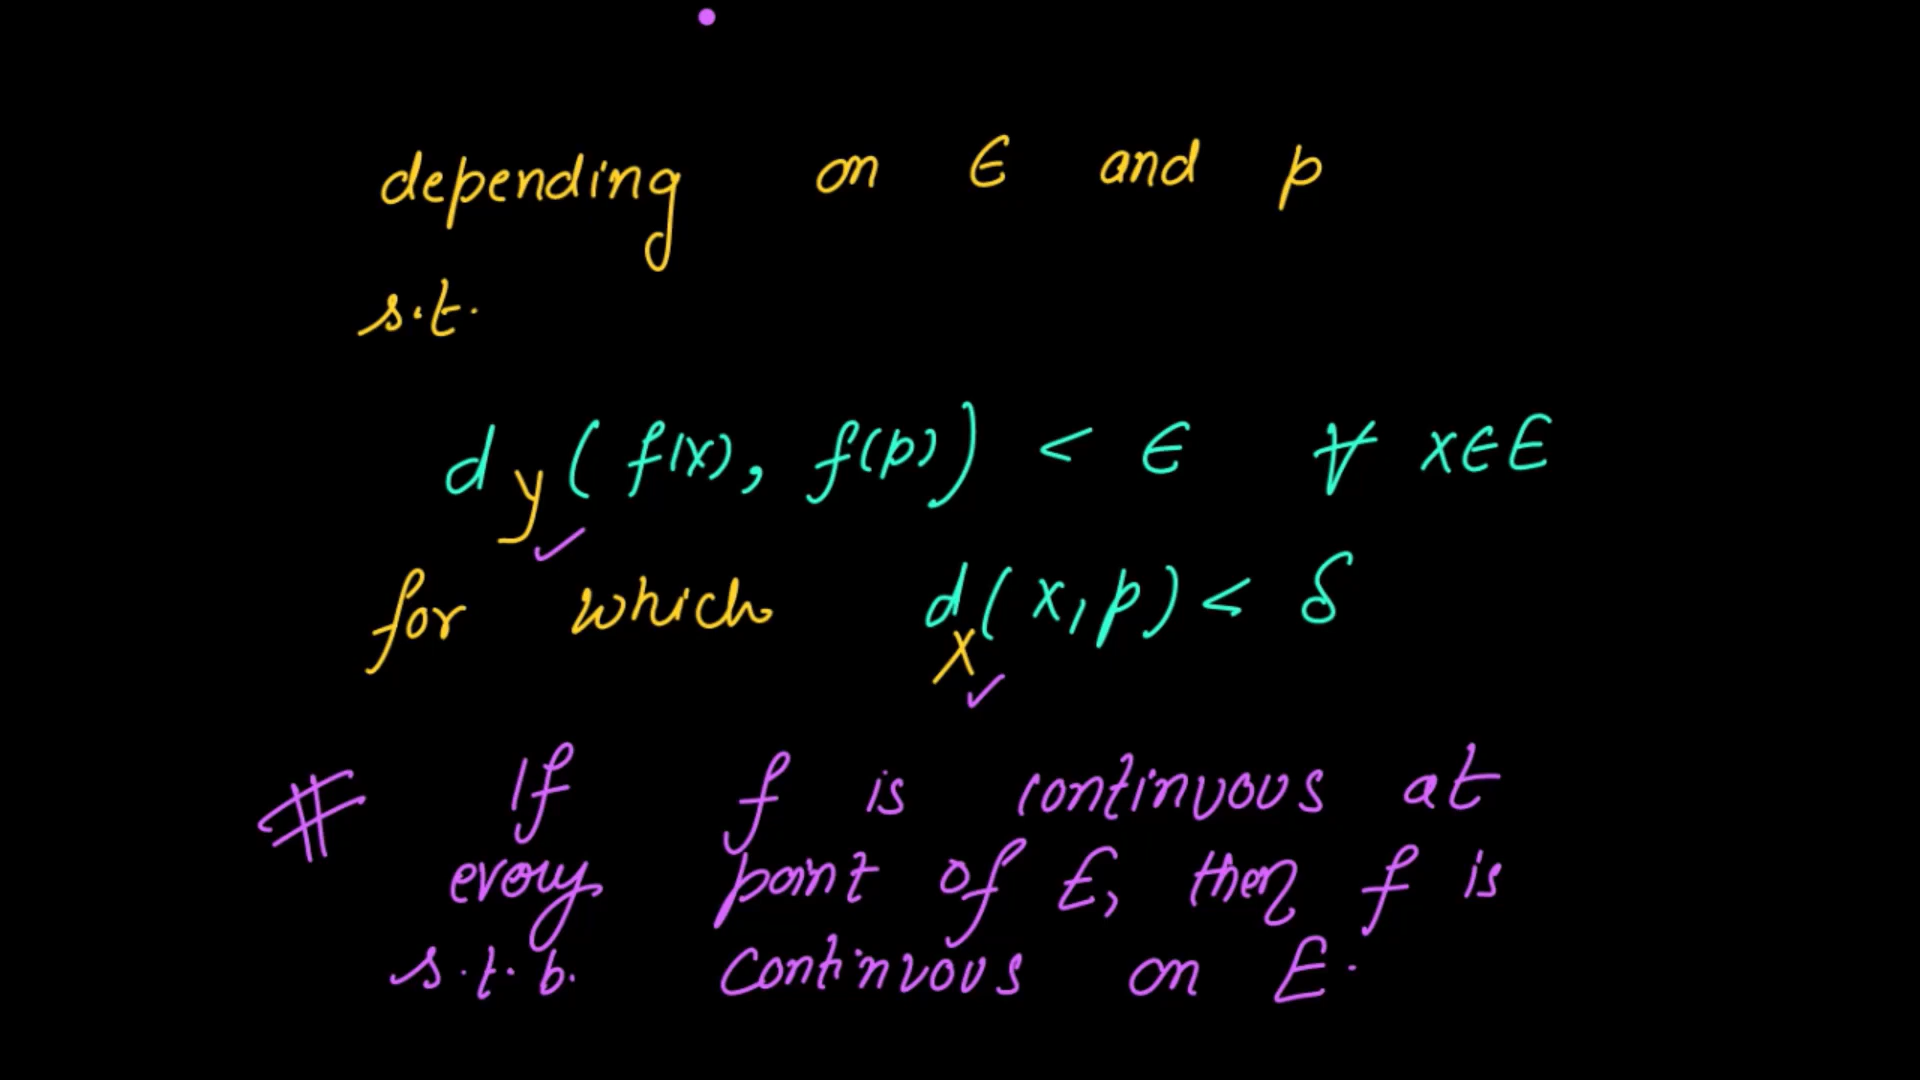 depending on ϵ and p
s.t.
d_y(f(x), f(p)) < ϵ ∀ x∈E
for which d_X(x,p) < δ
# If f is continuous at
every point of E, then f is
s.t.b. continuous on E.